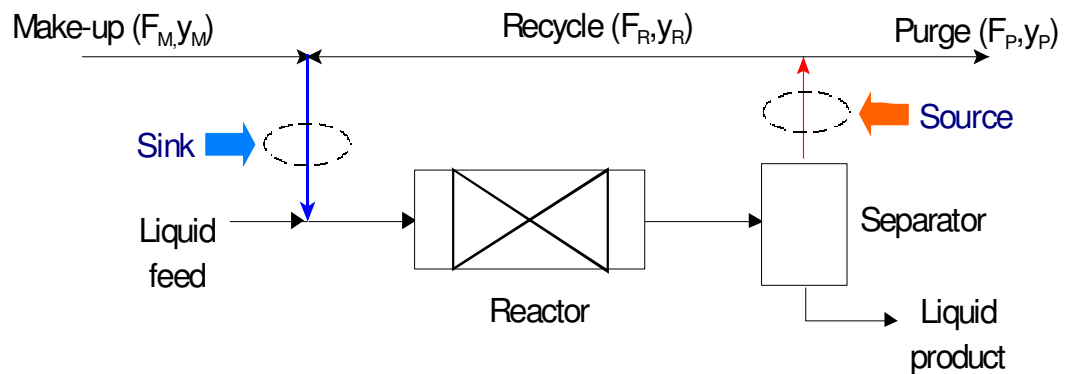 Make-up (F_M,y_M)
Recycle (F_R,y_R)
Purge (F_P,y_P)
Sink
Source
Liquid
feed
Reactor
Separator
Liquid
product